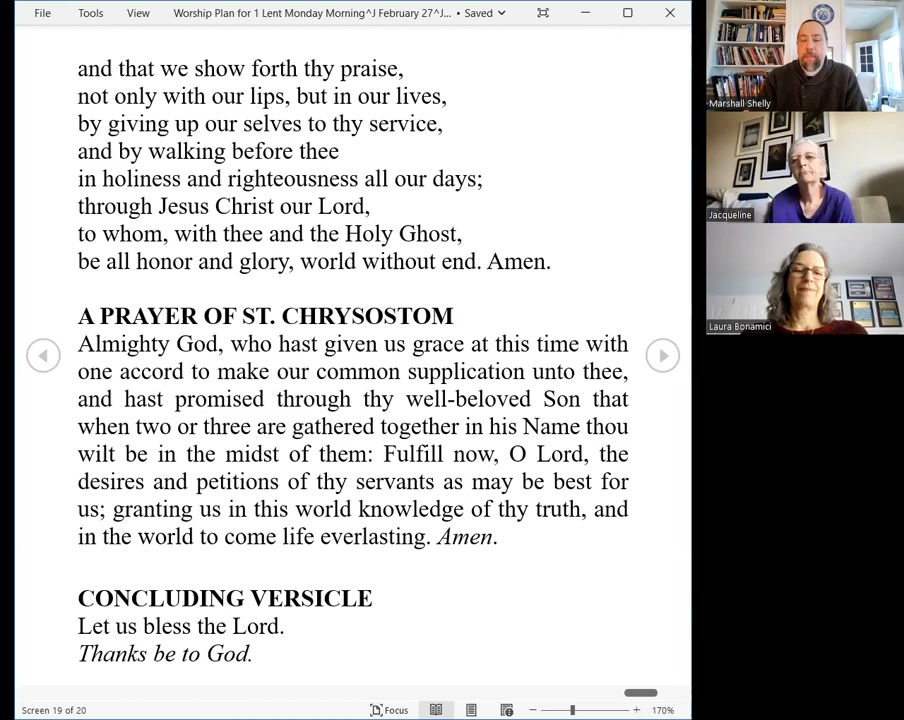 File Tools View Worship Plan for 1 Lent Monday Morning^J February 27^J... • Saved
and that we show forth thy praise,
not only with our lips, but in our lives,
by giving up our selves to thy service,
and by walking before thee
in holiness and righteousness all our days;
through Jesus Christ our Lord,
to whom, with thee and the Holy Ghost,
be all honor and glory, world without end. Amen.
A PRAYER OF ST. CHRYSOSTOM
Almighty God, who hast given us grace at this time with
one accord to make our common supplication unto thee,
and hast promised through thy well-beloved Son that
when two or three are gathered together in his Name thou
wilt be in the midst of them: Fulfill now, O Lord, the
desires and petitions of thy servants as may be best for
us; granting us in this world knowledge of thy truth, and
in the world to come life everlasting. Amen.
CONCLUDING VERSICLE
Let us bless the Lord.
Thanks be to God.
Screen 19 of 20 Focus 170%
Marshall Shelly
Jacqueline
Laura Bonamici